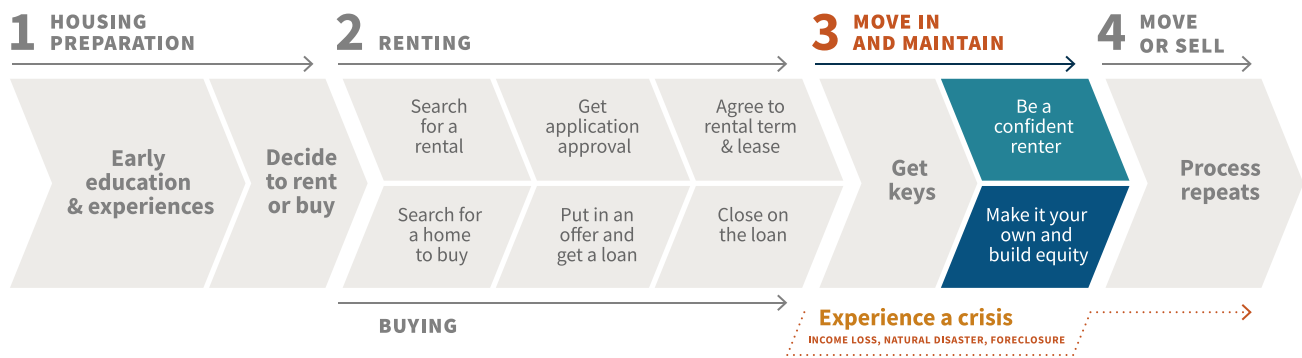 1 HOUSING
PREPARATION
2 RENTING
3 MOVE IN
AND MAINTAIN
4 MOVE
OR SELL
Early
education
& experiences
Decide
to rent
or buy
Search
for a
rental
Get
application
approval
Agree to
rental term
& lease
Search for
a home
to buy
Put in an
offer and
get a loan
Close on
the loan
Get
keys
Be a
confident
renter
Make it your
own and
build equity
Process
repeats
BUYING
Experience a crisis
INCOME LOSS, NATURAL DISASTER, FORECLOSURE